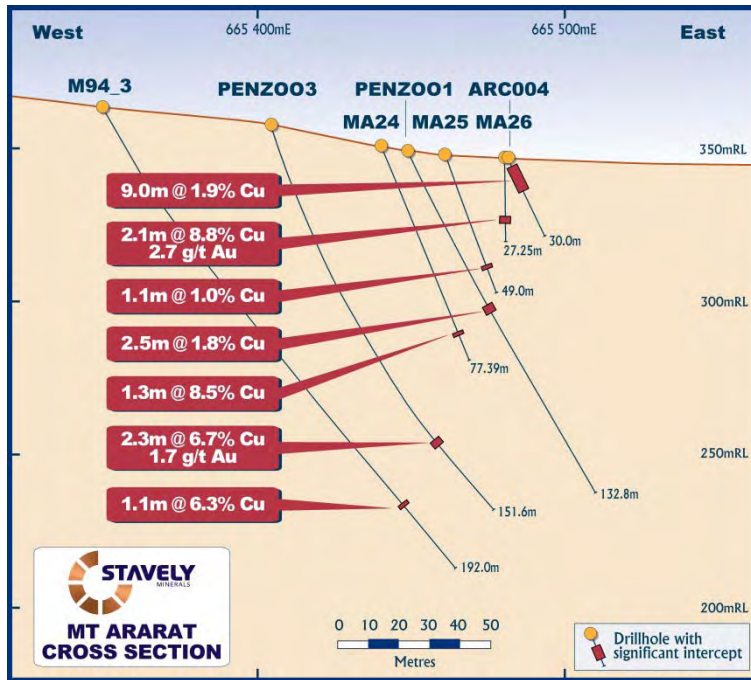 West
665 400mE
665 500mE
East
M94_3
PENZOO3
PENZOO1
ARC004
MA24
MA25
MA26
350mRL
9.0m @ 1.9% Cu
2.1m @ 8.8% Cu
2.7 g/t Au
30.0m
27.25m
1.1m @ 1.0% Cu
49.0m
300mRL
2.5m @ 1.8% Cu
77.39m
1.3m @ 8.5% Cu
2.3m @ 6.7% Cu
1.7 g/t Au
250mRL
132.8m
1.1m @ 6.3% Cu
151.6m
192.0m
STAVELY
MINERALS
MT ARARAT
CROSS SECTION
200mRL
0 10 20 30 40 50
Metres
Drillhole with
significant intercept